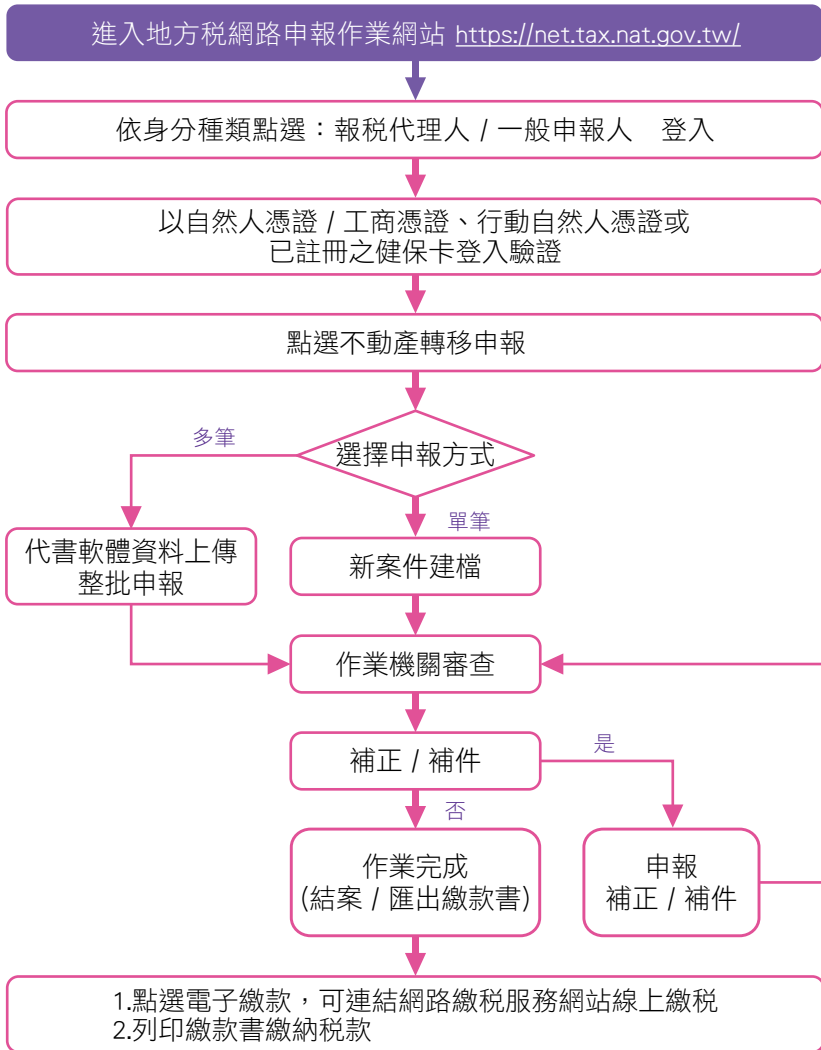 進入地方稅網路申報作業網站 https://net.tax.nat.gov.tw/
依身分種類點選：報稅代理人 / 一般申報人　登入
以自然人憑證 / 工商憑證、行動自然人憑證或
已註冊之健保卡登入驗證
點選不動產轉移申報
選擇申報方式
多筆
單筆
代書軟體資料上傳
整批申報
新案件建檔
作業機關審查
補正 / 補件
是
否
作業完成
(結案 / 匯出繳款書)
申報
補正 / 補件
1.點選電子繳款，可連結網路繳稅服務網站線上繳稅
2.列印繳款書繳納稅款